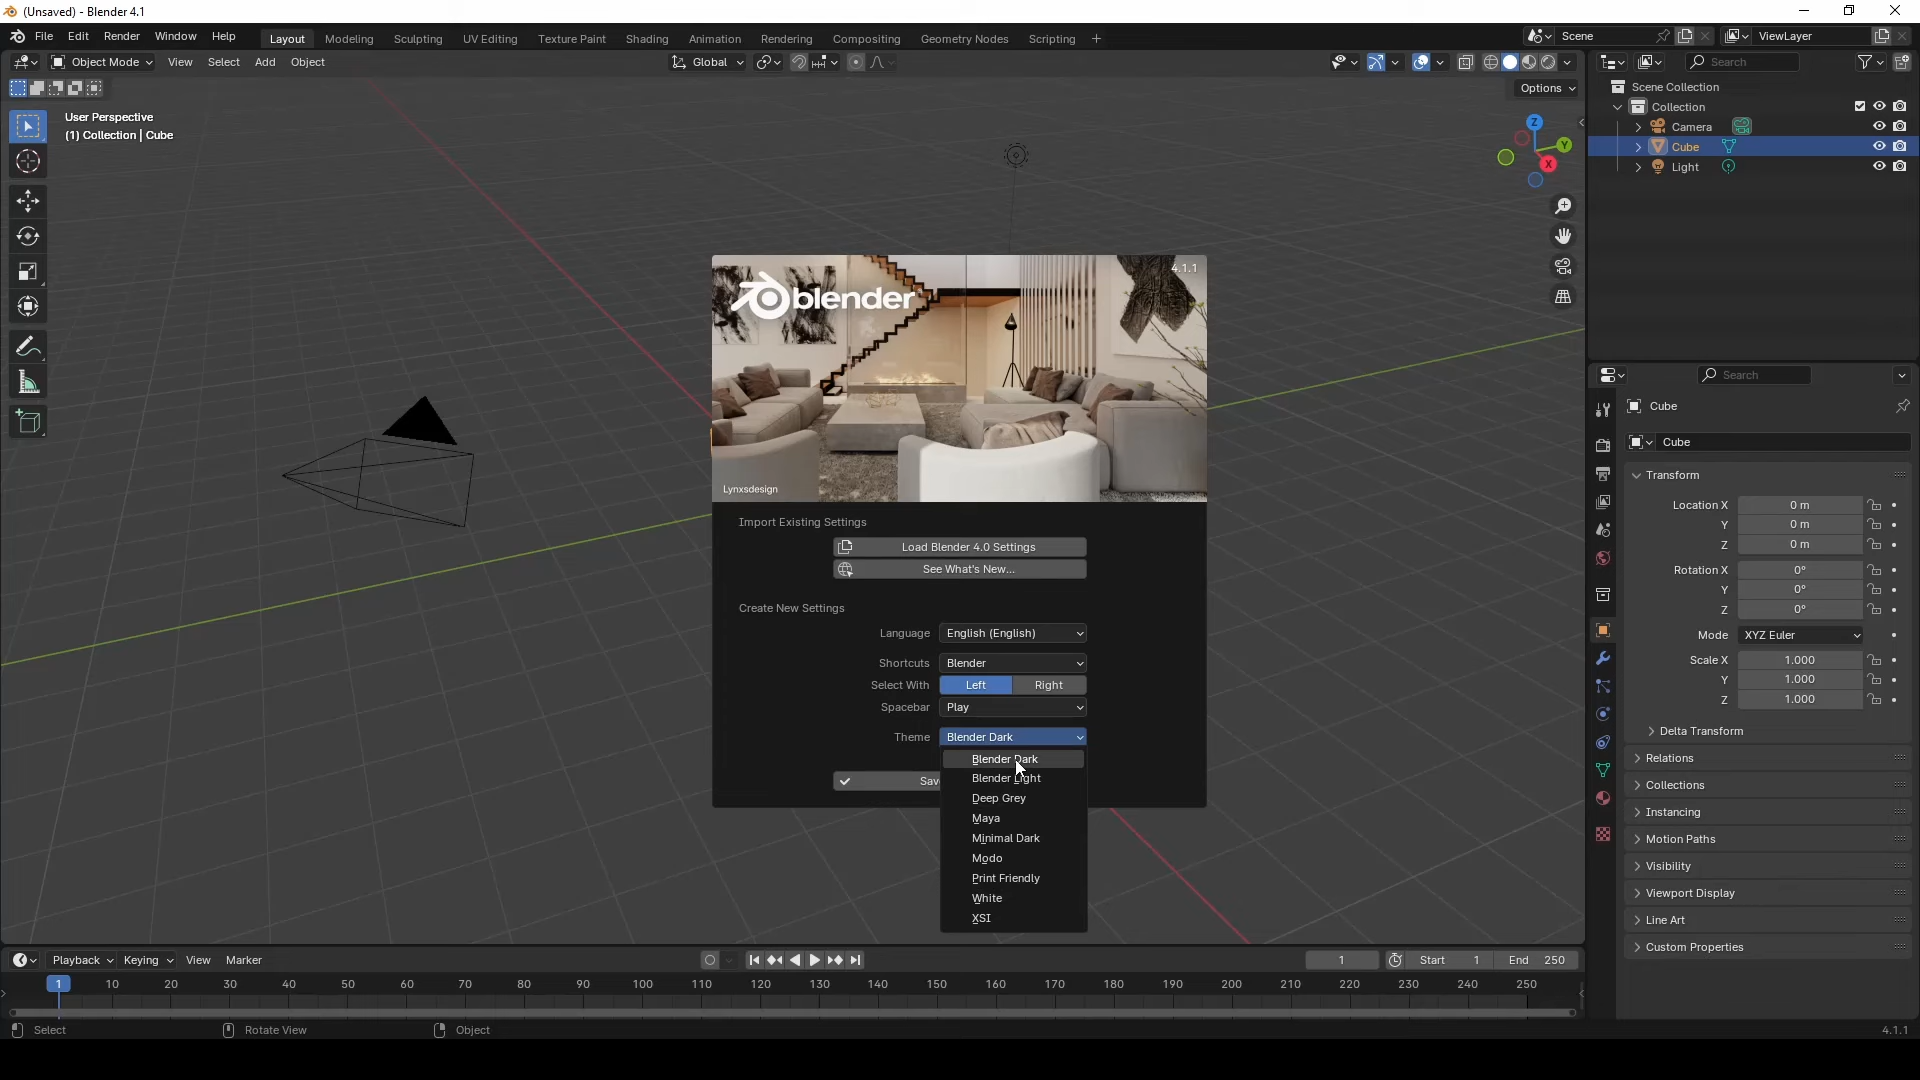 (Unsaved) - Blender 4.1
File Edit Render Window Help
Layout Modeling Sculpting UV Editing Texture Paint Shading Animation Rendering Compositing Geometry Nodes Scripting +
Scene
ViewLayer
Object Mode View Select Add Object
Global
Search
Options
User Perspective
(1) Collection | Cube
Z
Y
X
Scene Collection
Collection
Camera
Cube
Light
4.1.1
blender
Lynxsdesign
Import Existing Settings
Load Blender 4.0 Settings
See What's New...
Create New Settings
Language English (English)
Shortcuts Blender
Select With Left Right
Spacebar Play
Theme Blender Dark
Blender Dark
Blender Light
Deep Grey
Maya
Minimal Dark
Modo
Print Friendly
White
XSI
Search
Cube
Cube
Transform
Location X 0 m
Y 0 m
Z 0 m
Rotation X 0°
Y 0°
Z 0°
Mode XYZ Euler
Scale X 1.000
Y 1.000
Z 1.000
Delta Transform
Relations
Collections
Instancing
Motion Paths
Visibility
Viewport Display
Line Art
Custom Properties
Playback Keying View Marker
1 Start 1 End 250
1 10 20 30 40 50 60 70 80 90 100 110 120 130 140 150 160 170 180 190 200 210 220 230 240 250
Select Rotate View Object 4.1.1